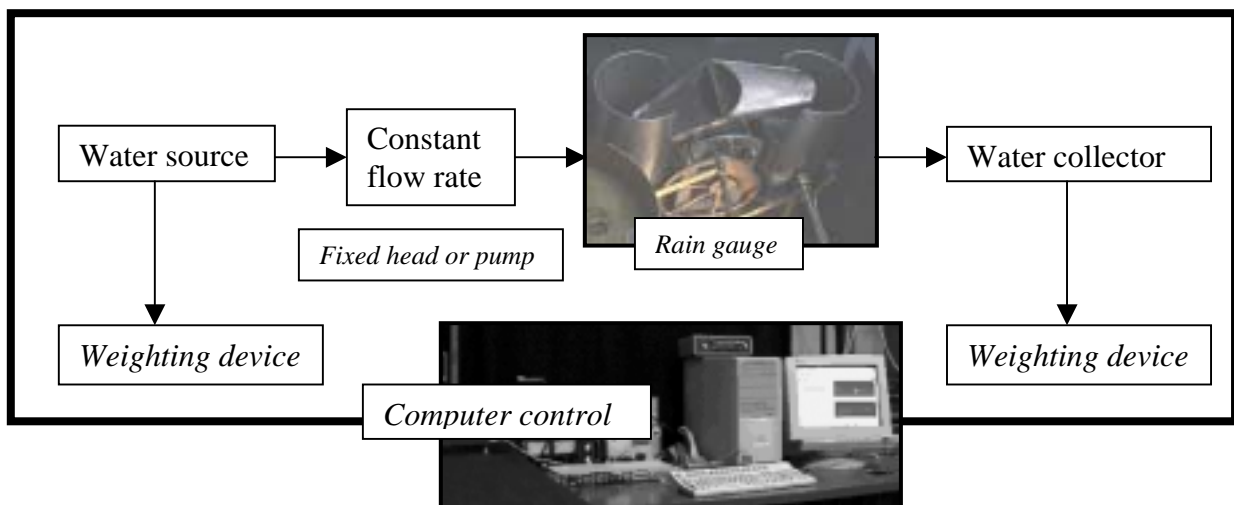 Water source
Constant
flow rate
Water collector
Fixed head or pump
Rain gauge
Weighting device
Weighting device
Computer control